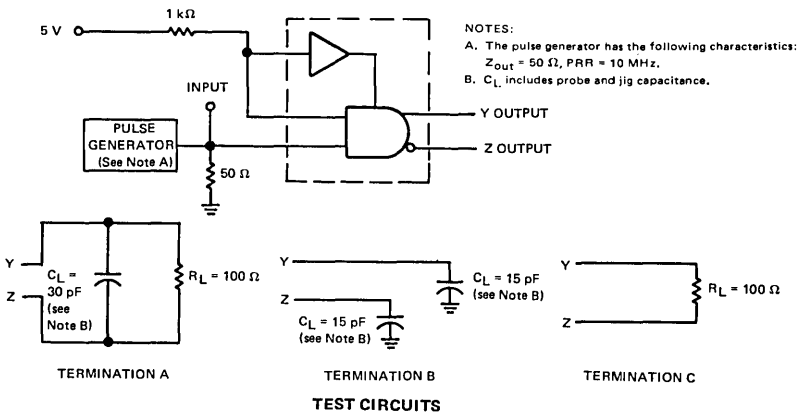 1 kΩ
5 V
NOTES:
A. The pulse generator has the following characteristics:
Zout = 50 Ω, PRR = 10 MHz.
B. CL includes probe and jig capacitance.
INPUT
PULSE
GENERATOR
(See Note A)
50 Ω
Y OUTPUT
Z OUTPUT
Y
Z
CL =
30 pF
(see
Note B)
RL = 100 Ω
TERMINATION A
Y
Z
CL = 15 pF
(see Note B)
CL = 15 pF
(see Note B)
TERMINATION B
Y
Z
RL = 100 Ω
TERMINATION C
TEST CIRCUITS